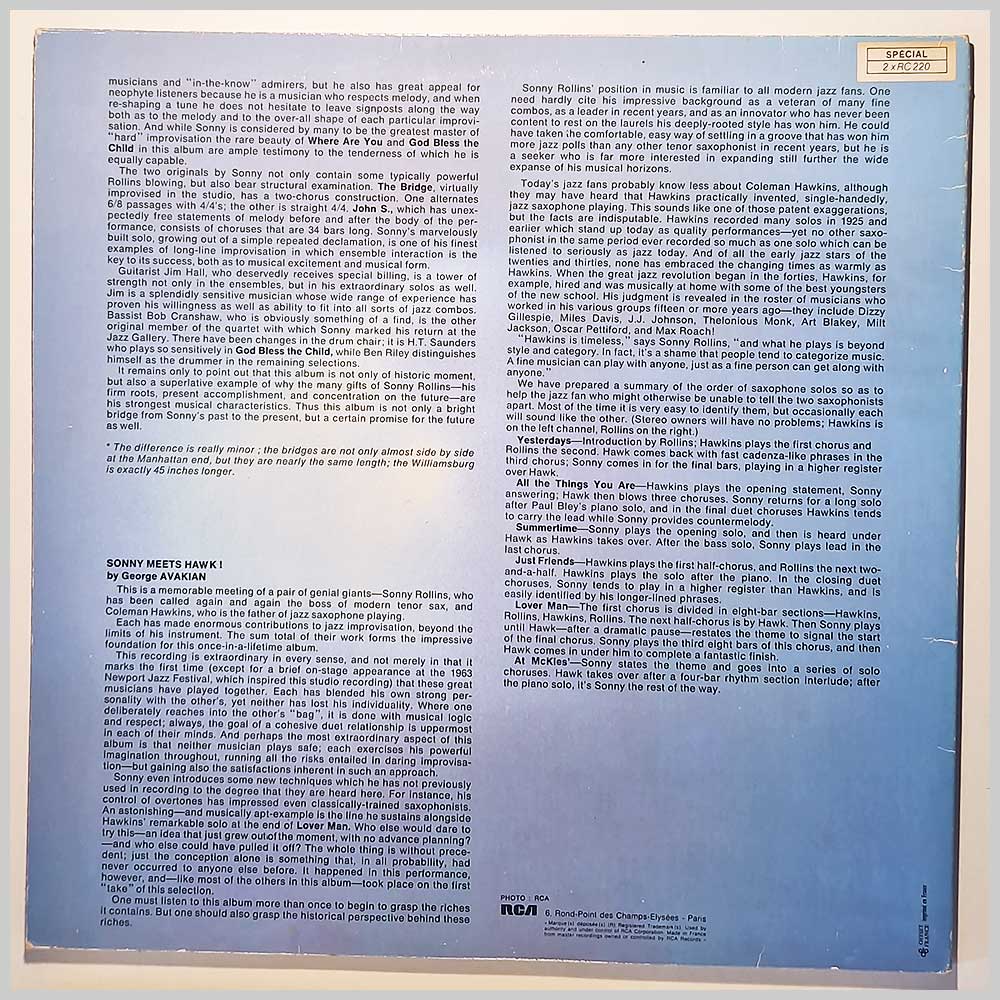 musicians and "in-the-know" admirers, but he also has great appeal for
neophyte listeners because he is a musician who respects melody, and when
re-shaping a tune he does not hesitate to leave signposts along the way
both as to the melody and to the over-all shape of each particular improvi-
sation. And while Sonny is considered by many to be the greatest master of
"hard" improvisation the rare beauty of Where Are You and God Bless the
Child in this album are ample testimony to the tenderness of which he is
equally capable.
The two originals by Sonny not only contain some typically powerful
Rollins blowing, but also bear structural examination. The Bridge, virtually
improvised in the studio, has a two-chorus construction. One alternates
6/8 passages with 4/4's; the other is straight 4/4. John S., which has unex-
pectedly free statements of melody before and after the body of the per-
formance, consists of choruses that are 34 bars long. Sonny's marvelously
built solo, growing out of a simple repeated declamation, is one of his finest
examples of long-line improvisation in which ensemble interaction is the
key to its success, both as to musical excitement and musical form.
Guitarist Jim Hall, who deservedly receives special billing, is a tower of
strength not only in the ensembles, but in his extraordinary solos as well.
Jim is a splendidly sensitive musician whose wide range of experience has
proven his willingness as well as ability to fit into all sorts of jazz combos.
Bassist Bob Cranshaw, who is obviously something of a find, is the other
original member of the quartet with which Sonny marked his return at the
Jazz Gallery. There have been changes in the drum chair; it is H.T. Saunders
who plays so sensitively in God Bless the Child, while Ben Riley distinguishes
himself as the drummer in the remaining selections.
It remains only to point out that this album is not only of historic moment,
but also a superlative example of why the many gifts of Sonny Rollins—his
firm roots, present accomplishment, and concentration on the future—are
his strongest musical characteristics. Thus this album is not only a bright
bridge from Sonny's past to the present, but a certain promise for the future
as well.
* The difference is really minor ; the bridges are not only almost side by side
at the Manhattan end, but they are nearly the same length; the Williamsburg
is exactly 45 inches longer.
SONNY MEETS HAWK !
by George AVAKIAN
This is a memorable meeting of a pair of genial giants—Sonny Rollins, who
has been called again and again the boss of modern tenor sax, and
Coleman Hawkins, who is the father of jazz saxophone playing.
Each has made enormous contributions to jazz improvisation, beyond the
limits of his instrument. The sum total of their work forms the impressive
foundation for this once-in-a-lifetime album.
This recording is extraordinary in every sense, and not merely in that it
marks the first time (except for a brief on-stage appearance at the 1963
Newport Jazz Festival, which inspired this studio recording) that these great
musicians have played together. Each has blended his own strong per-
sonality with the other's, yet neither has lost his individuality. Where one
deliberately reaches into the other's "bag", it is done with musical logic
and respect; always, the goal of a cohesive duet relationship is uppermost
in each of their minds. And perhaps the most extraordinary aspect of this
album is that neither musician plays safe; each exercises his powerful
imagination throughout, running all the risks entailed in daring improvisa-
tion—but gaining also the satisfactions inherent in such an approach.
Sonny even introduces some new techniques which he has not previously
used in recording to the degree that they are heard here. For instance, his
control of overtones has impressed even classically-trained saxophonists.
An astonishing—and musically apt-example is the line he sustains alongside
Hawkins' remarkable solo at the end of Lover Man. Who else would dare to
try this—an idea that just grew out of the moment, with no advance planning?
—and who else could have pulled it off? The whole thing is without prece-
dent; just the conception alone is something that, in all probability, had
never occurred to anyone else before. It happened in this performance,
however, and—like most of the others in this album—took place on the first
"take" of this selection.
One must listen to this album more than once to begin to grasp the riches
it contains. But one should also grasp the historical perspective behind these
riches.
SPECIAL
2 x RC 220
Sonny Rollins' position in music is familiar to all modern jazz fans. One
need hardly cite his impressive background as a veteran of many fine
combos, as a leader in recent years, and as an innovator who has never been
content to rest on the laurels his deeply-rooted style has won him. He could
have taken the comfortable, easy way of settling in a groove that has won him
more jazz polls than any other tenor saxophonist in recent years, but he is
a seeker who is far more interested in expanding still further the wide
expanse of his musical horizons.
Today's jazz fans probably know less about Coleman Hawkins, although
they may have heard that Hawkins practically invented, single-handedly,
jazz saxophone playing. This sounds like one of those patent exaggerations,
but the facts are indisputable. Hawkins recorded many solos in 1925 and
earlier which stand up today as quality performances—yet no other saxo-
phonist in the same period ever recorded so much as one solo which can be
listened to seriously as jazz today. And of all the early jazz stars of the
twenties and thirties, none has embraced the changing times as warmly as
Hawkins. When the great jazz revolution began in the forties, Hawkins, for
example, hired and was musically at home with some of the best youngsters
of the new school. His judgment is revealed in the roster of musicians who
worked in his various groups fifteen or more years ago—they include Dizzy
Gillespie, Miles Davis, J.J. Johnson, Thelonious Monk, Art Blakey, Milt
Jackson, Oscar Pettiford, and Max Roach!
"Hawkins is timeless," says Sonny Rollins, "and what he plays is beyond
style and category. In fact, it's a shame that people tend to categorize music.
A fine musician can play with anyone, just as a fine person can get along with
anyone."
We have prepared a summary of the order of saxophone solos so as to
help the jazz fan who might otherwise be unable to tell the two saxophonists
apart. Most of the time it is very easy to identify them, but occasionally each
will sound like the other. (Stereo owners will have no problems; Hawkins is
on the left channel, Rollins on the right.)
Yesterdays—Introduction by Rollins; Hawkins plays the first chorus and
Rollins the second. Hawk comes back with fast cadenza-like phrases in the
third chorus; Sonny comes in for the final bars, playing in a higher register
over Hawk.
All the Things You Are—Hawkins plays the opening statement, Sonny
answering; Hawk then blows three choruses. Sonny returns for a long solo
after Paul Bley's piano solo, and in the final duet choruses Hawkins tends
to carry the lead while Sonny provides countermelody.
Summertime—Sonny plays the opening solo, and then is heard under
Hawk as Hawkins takes over. After the bass solo, Sonny plays lead in the
last chorus.
Just Friends—Hawkins plays the first half-chorus, and Rollins the next two-
and-a-half. Hawkins plays the solo after the piano. In the closing duet
choruses, Sonny tends to play in a higher register than Hawkins, and is
easily identified by his longer-lined phrases.
Lover Man—The first chorus is divided in eight-bar sections—Hawkins,
Rollins, Hawkins, Rollins. The next half-chorus is by Hawk. Then Sonny plays
until Hawk—after a dramatic pause—restates the theme to signal the start
of the final chorus. Sonny plays the third eight bars of this chorus, and then
Hawk comes in under him to complete a fantastic finish.
At McKies'—Sonny states the theme and goes into a series of solo
choruses. Hawk takes over after a four-bar rhythm section interlude; after
the piano solo, it's Sonny the rest of the way.
PHOTO : RCA
RCA 6, Rond-Point des Champs-Elysées - Paris
- Marque(s) déposée(s) (R) Registered Trademark(s). Used by
authority and under control of RCA Corporation. Made in France
from master recordings owned or controlled by RCA Records -
OFFSET FRANCE
imprimé en France